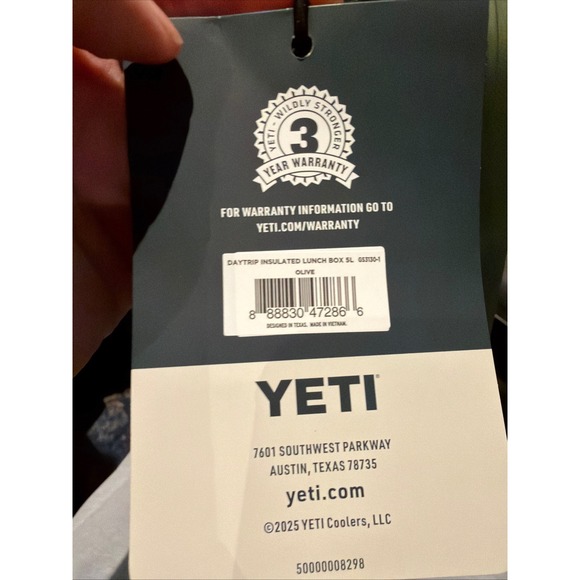 YETI - WILDLY STRONGER
3
YEAR WARRANTY
FOR WARRANTY INFORMATION GO TO
YETI.COM/WARRANTY
DAYTRIP INSULATED LUNCH BOX 5L GS3130-1
OLIVE
8 88830 47286 6
DESIGNED IN TEXAS. MADE IN VIETNAM.
YETI
7601 SOUTHWEST PARKWAY
AUSTIN, TEXAS 78735
yeti.com
©2025 YETI Coolers, LLC
50000008298